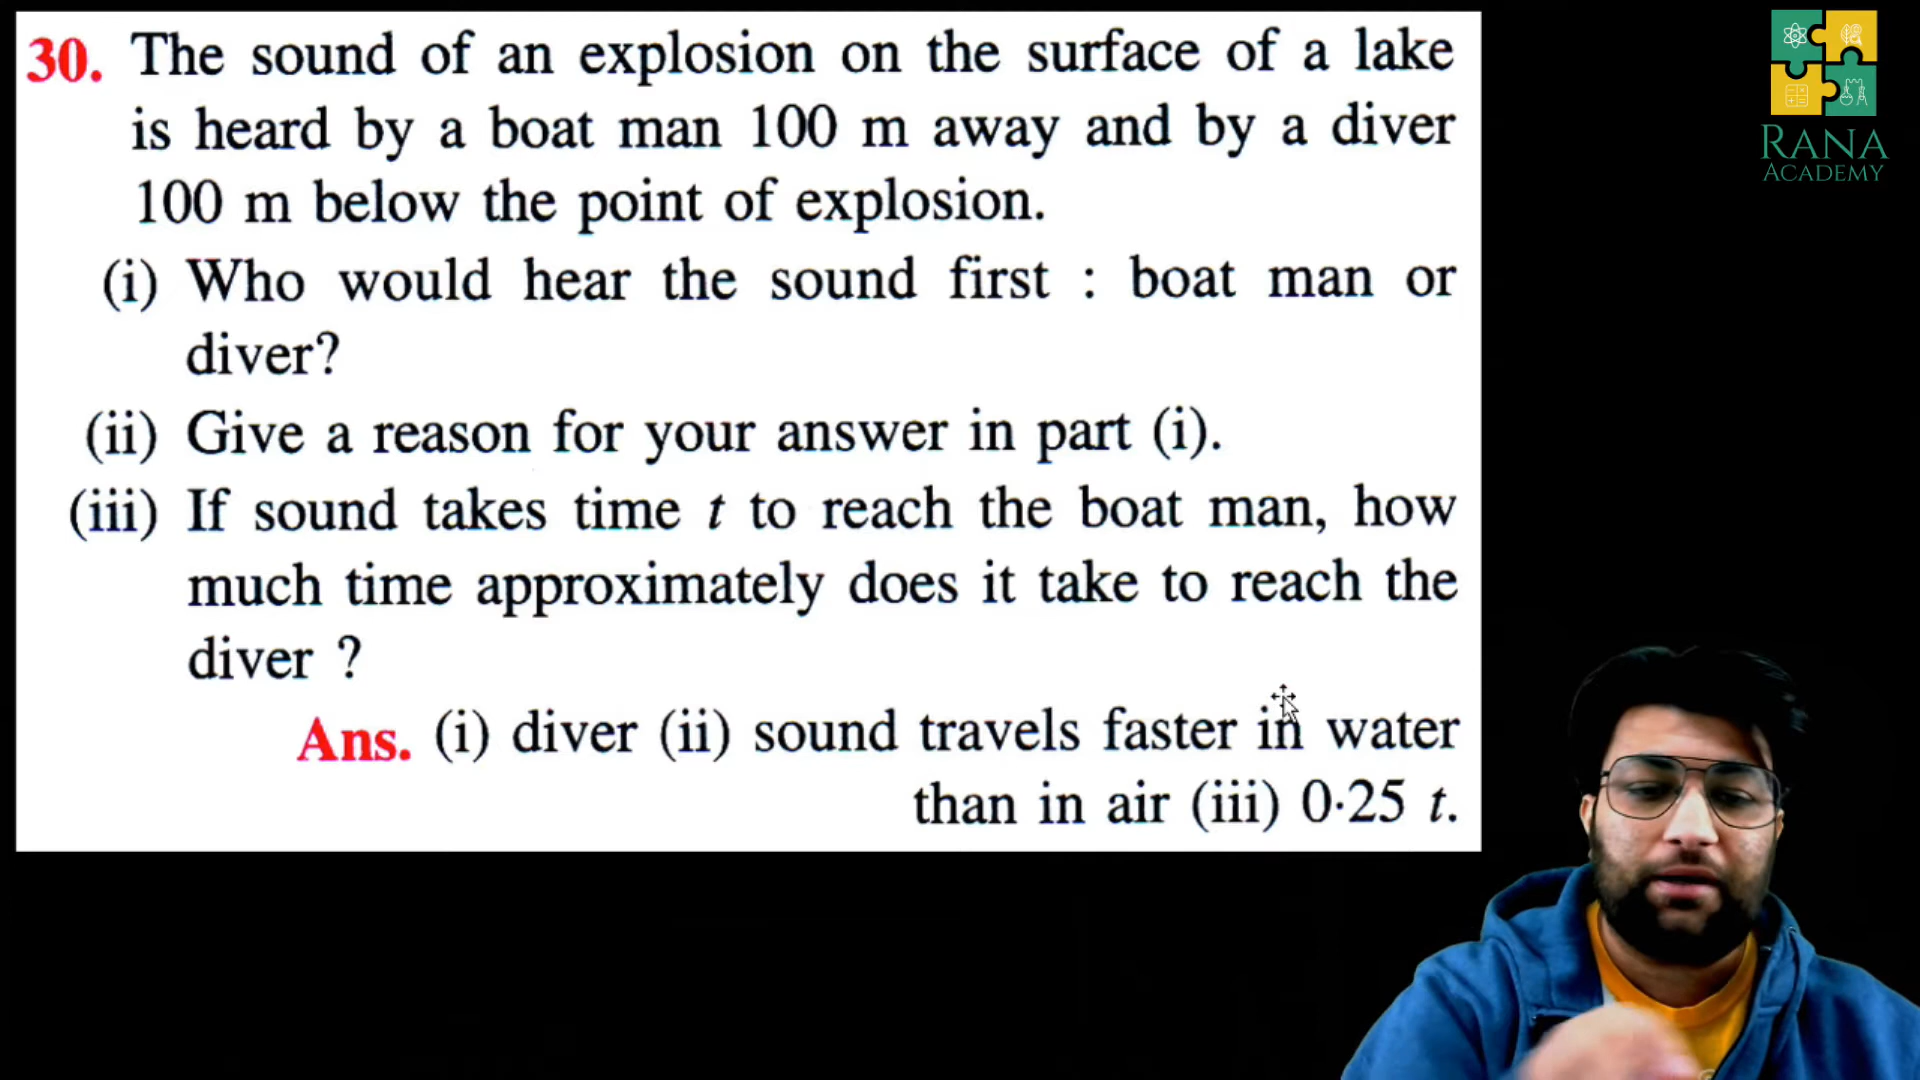 30. The sound of an explosion on the surface of a lake
is heard by a boat man 100 m away and by a diver
100 m below the point of explosion.
(i) Who would hear the sound first : boat man or
diver?
(ii) Give a reason for your answer in part (i).
(iii) If sound takes time t to reach the boat man, how
much time approximately does it take to reach the
diver ?
Ans. (i) diver (ii) sound travels faster in water
than in air (iii) 0·25 t.
RANA
ACADEMY